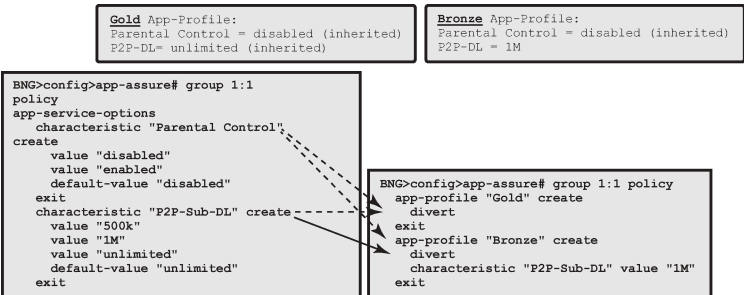 Gold App-Profile:
Parental Control = disabled (inherited)
P2P-DL= unlimited (inherited)
Bronze App-Profile:
Parental Control = disabled (inherited)
P2P-DL = 1M
BNG>config>app-assure# group 1:1
policy
app-service-options
characteristic "Parental Control"
create
value "disabled"
value "enabled"
default-value "disabled"
exit
characteristic "P2P-Sub-DL" create
value "500k"
value "1M"
value "unlimited"
default-value "unlimited"
exit
BNG>config>app-assure# group 1:1 policy
app-profile "Gold" create
divert
exit
app-profile "Bronze" create
divert
characteristic "P2P-Sub-DL" value "1M"
exit